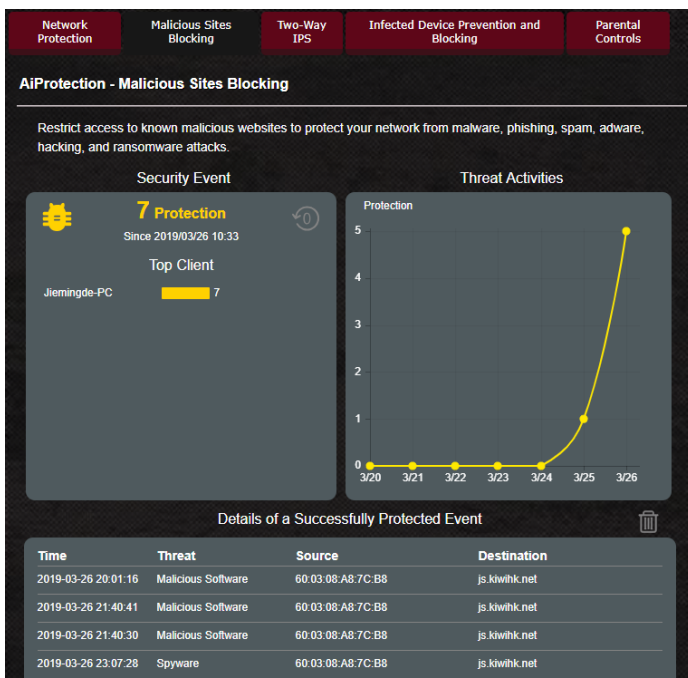 Network Protection
Malicious Sites Blocking
Two-Way IPS
Infected Device Prevention and Blocking
Parental Controls
AiProtection - Malicious Sites Blocking
Restrict access to known malicious websites to protect your network from malware, phishing, spam, adware,
hacking, and ransomware attacks.
Security Event
7 Protection
0
Since 2019/03/26 10:33
Top Client
Jiemingde-PC 7
Threat Activities
Protection
5
4
3
2
1
0
3/20 3/21 3/22 3/23 3/24 3/25 3/26
Details of a Successfully Protected Event
Time Threat Source Destination
2019-03-26 20:01:16 Malicious Software 60:03:08:A8:7C:B8 js.kiwihk.net
2019-03-26 21:40:41 Malicious Software 60:03:08:A8:7C:B8 js.kiwihk.net
2019-03-26 21:40:30 Malicious Software 60:03:08:A8:7C:B8 js.kiwihk.net
2019-03-26 23:07:28 Spyware 60:03:08:A8:7C:B8 js.kiwihk.net